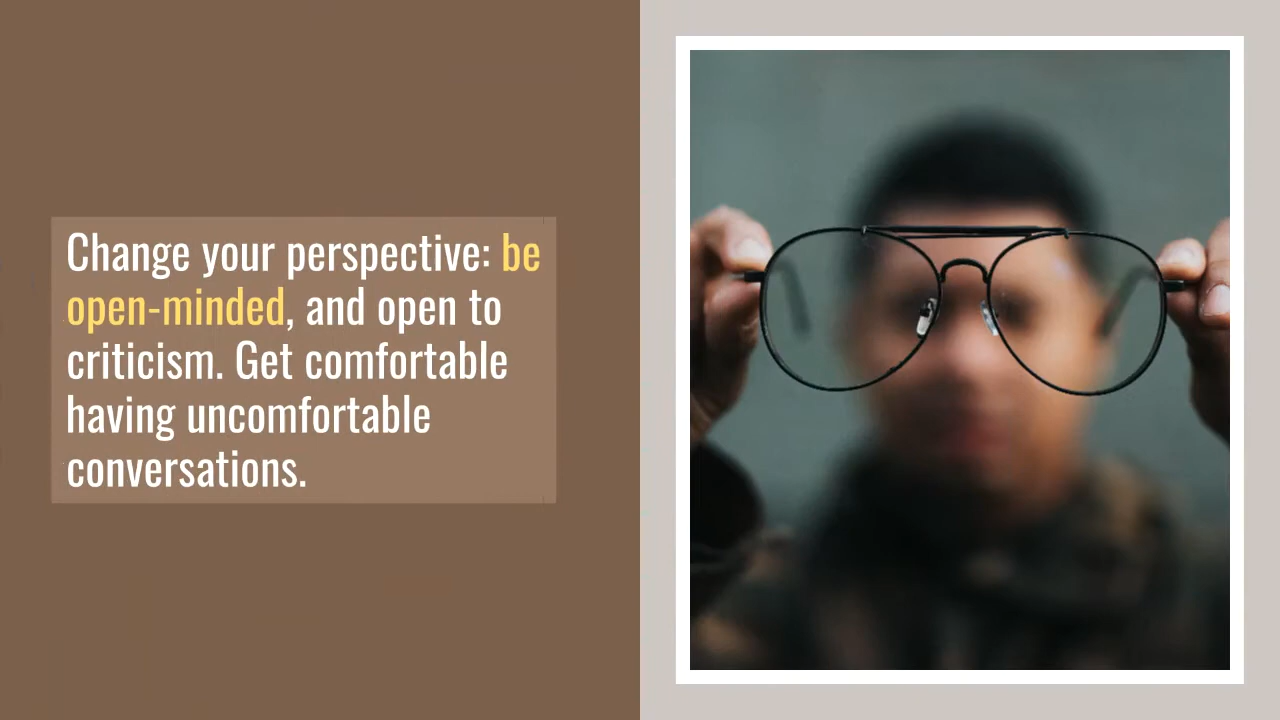 Change your perspective: be
open-minded, and open to
criticism. Get comfortable
having uncomfortable
conversations.